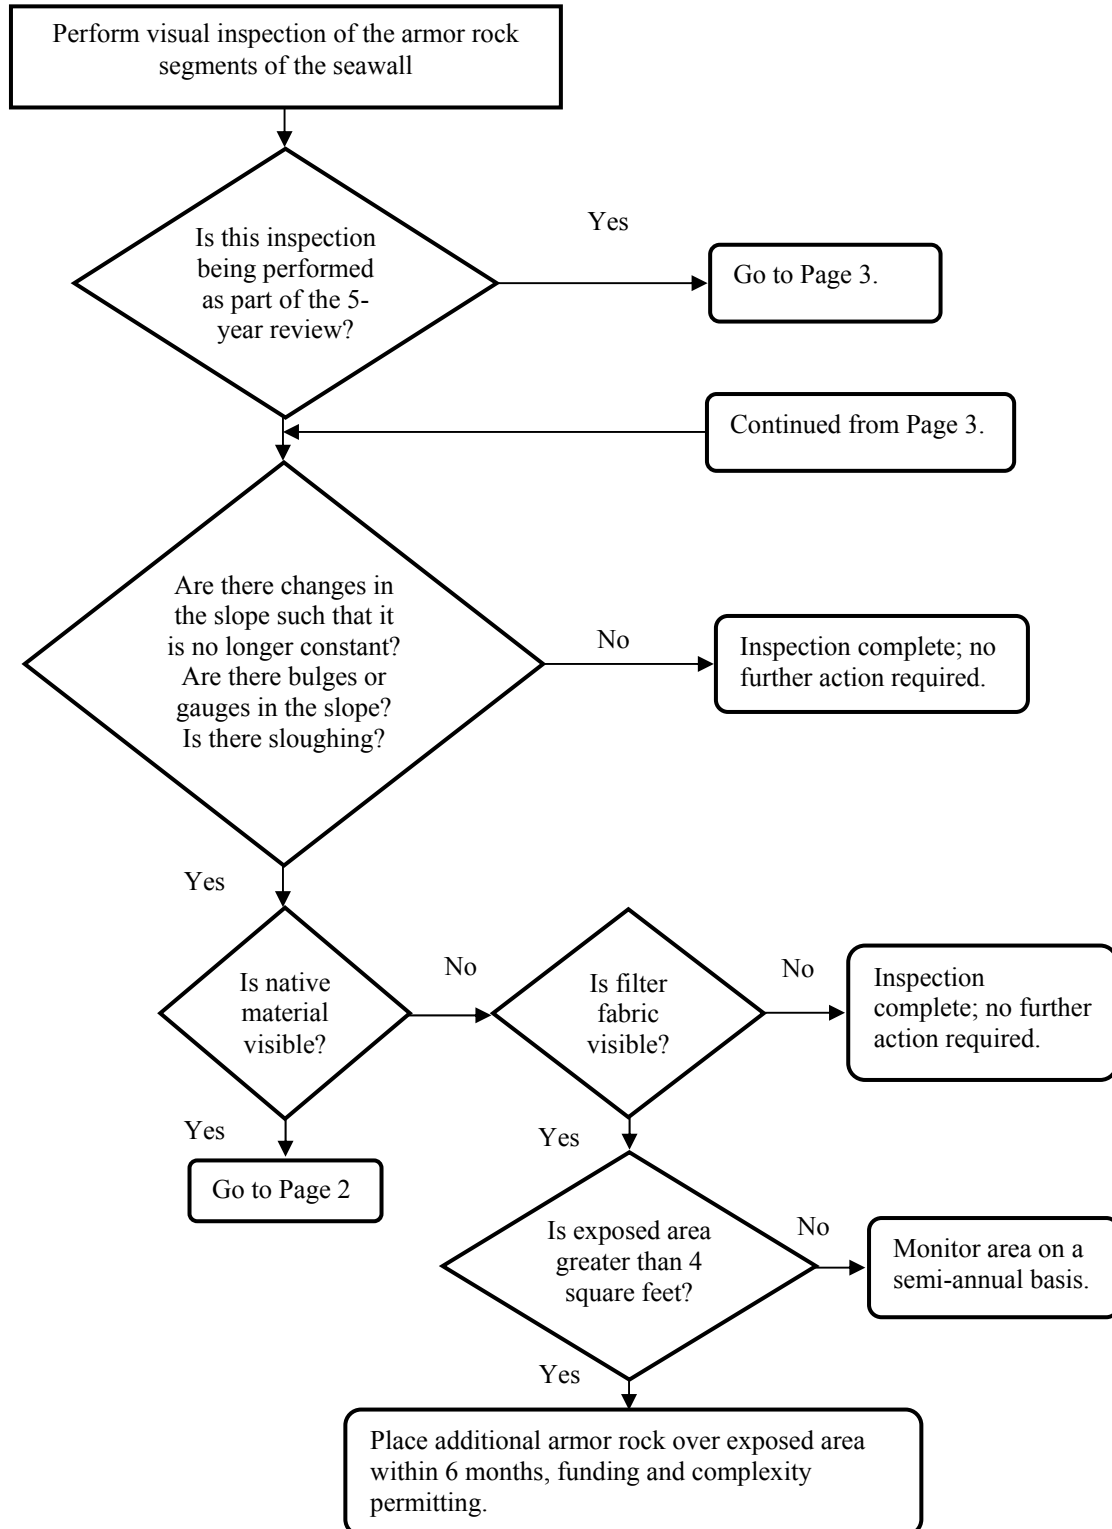 Perform visual inspection of the armor rock
segments of the seawall
Is this inspection
being performed
as part of the 5-
year review?
Yes
Go to Page 3.
Continued from Page 3.
Are there changes in
the slope such that it
is no longer constant?
Are there bulges or
gauges in the slope?
Is there sloughing?
No
Inspection complete; no
further action required.
Yes
Is native
material
visible?
No
Is filter
fabric
visible?
No
Inspection
complete; no further
action required.
Yes
Go to Page 2
Yes
Is exposed area
greater than 4
square feet?
No
Monitor area on a
semi-annual basis.
Yes
Place additional armor rock over exposed area
within 6 months, funding and complexity
permitting.